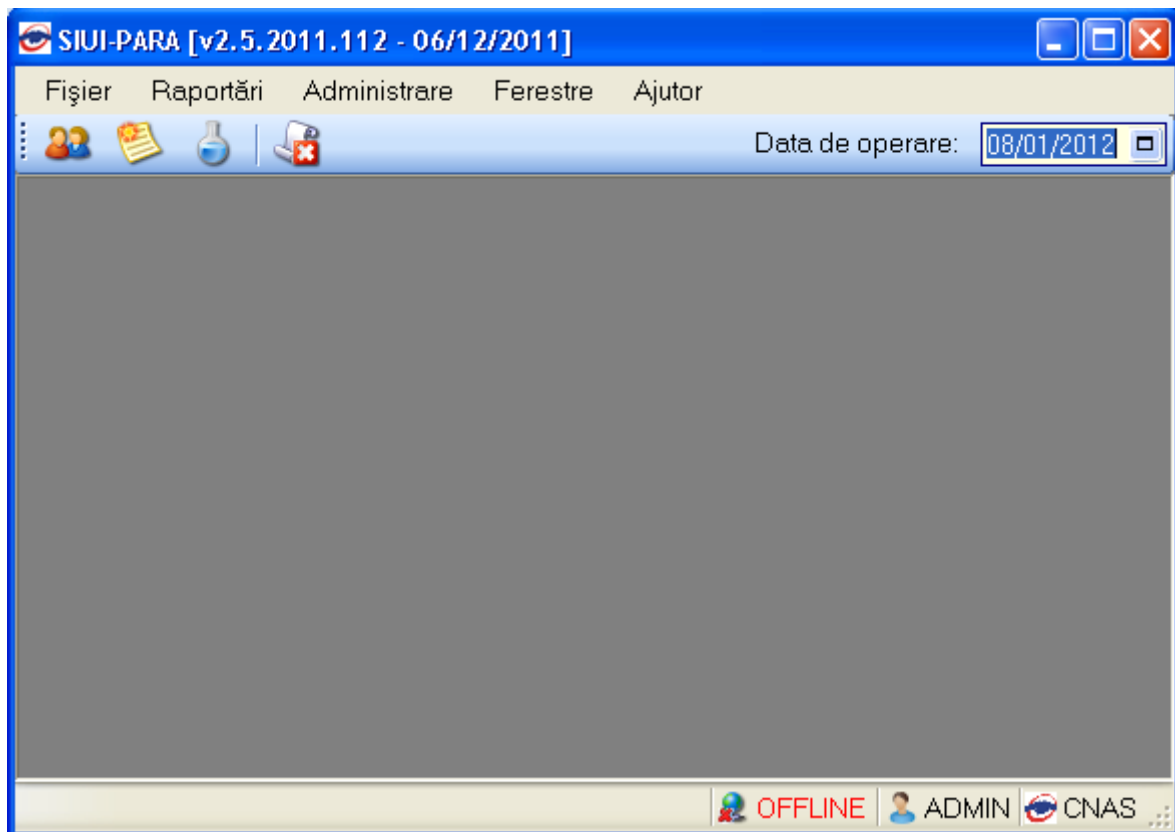 SIUI-PARA [v2.5.2011.112 - 06/12/2011]
Fişier Raportări Administrare Ferestre Ajutor
Data de operare: 08/01/2012
OFFLINE ADMIN CNAS